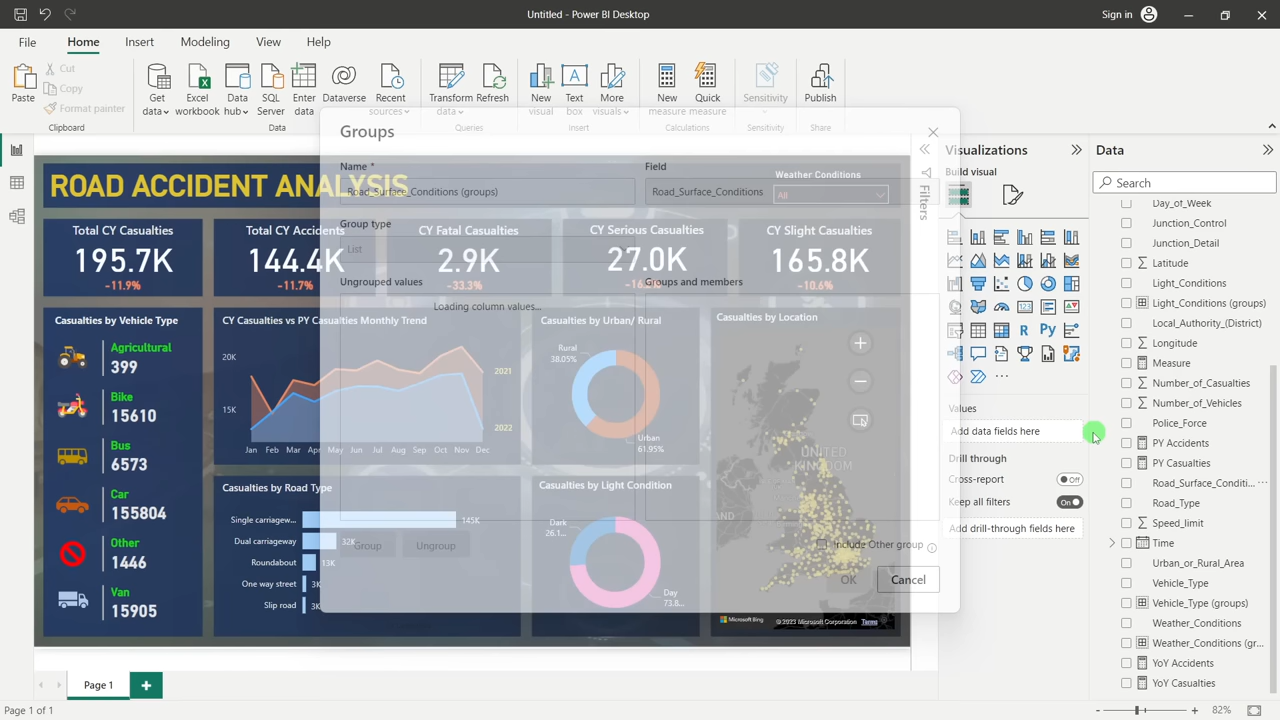 Untitled - Power BI Desktop
Sign in
File
Home
Insert
Modeling
View
Help
Paste
Cut
Copy
Format painter
Get data
Excel workbook
Data hub
SQL Server
Enter data
Dataverse
Recent sources
Transform data
Refresh
New visual
Text box
More visuals
New measure
Quick measure
Sensitivity
Publish
Clipboard
Data
Queries
Insert
Calculations
Sensitivity
Share
Groups
Name *
Road_Surface_Conditions (groups)
Field
Road_Surface_Conditions
Group type
List
Ungrouped values
Loading column values...
Groups and members
Group
Ungroup
Include Other group
OK
Cancel
ROAD ACCIDENT ANALYSIS
Weather Conditions
All
Total CY Casualties
195.7K
-11.9%
Total CY Accidents
144.4K
-11.7%
CY Fatal Casualties
2.9K
-33.3%
CY Serious Casualties
27.0K
CY Slight Casualties
165.8K
-10.6%
Casualties by Vehicle Type
Agricultural
399
Bike
15610
Bus
6573
Car
155804
Other
1446
Van
15905
CY Casualties vs PY Casualties Monthly Trend
20K
15K
2021
2022
Jan Feb Mar Apr May Jun Jul Aug Sep Oct Nov Dec
Casualties by Road Type
Single carriagew... 145K
Dual carriageway 32K
Roundabout 13K
One way street 3K
Slip road 3K
Casualties by Urban/ Rural
Rural
38.05%
Urban
61.95%
Casualties by Light Condition
Dark
26.1...
Day
73.8...
Casualties by Location
UNITED
KINGDOM
Microsoft Bing
© 2023 Microsoft Corporation Terms
Filters
Visualizations
Build visual
R
Py
123
Values
Add data fields here
Drill through
Cross-report
Off
Keep all filters
On
Add drill-through fields here
Data
Search
Day_of_Week
Junction_Control
Junction_Detail
Latitude
Light_Conditions
Light_Conditions (groups)
Local_Authority_(District)
Longitude
Measure
Number_of_Casualties
Number_of_Vehicles
Police_Force
PY Accidents
PY Casualties
Road_Surface_Conditi...
Road_Type
Speed_limit
Time
Urban_or_Rural_Area
Vehicle_Type
Vehicle_Type (groups)
Weather_Conditions
Weather_Conditions (gr...
YoY Accidents
YoY Casualties
Page 1
Page 1 of 1
82%